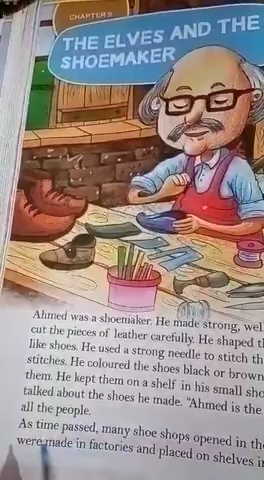 CHAPTER 9
THE ELVES AND THE
SHOEMAKER
Ahmed was a shoemaker. He made strong, wel
cut the pieces of leather carefully. He shaped th
like shoes. He used a strong needle to stitch th
stitches. He coloured the shoes black or brown
them. He kept them on a shelf in his small sho
talked about the shoes he made. "Ahmed is the
all the people.
As time passed, many shoe shops opened in the
were made in factories and placed on shelves in